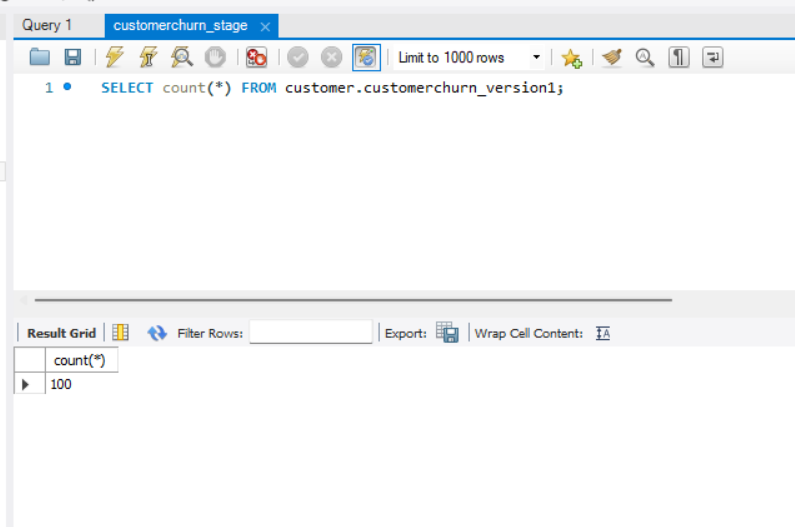 Query 1
customerchurn_stage
Limit to 1000 rows
1
SELECT count(*) FROM customer.customerchurn_version1;
Result Grid
Filter Rows:
Export:
Wrap Cell Content:
count(*)
100